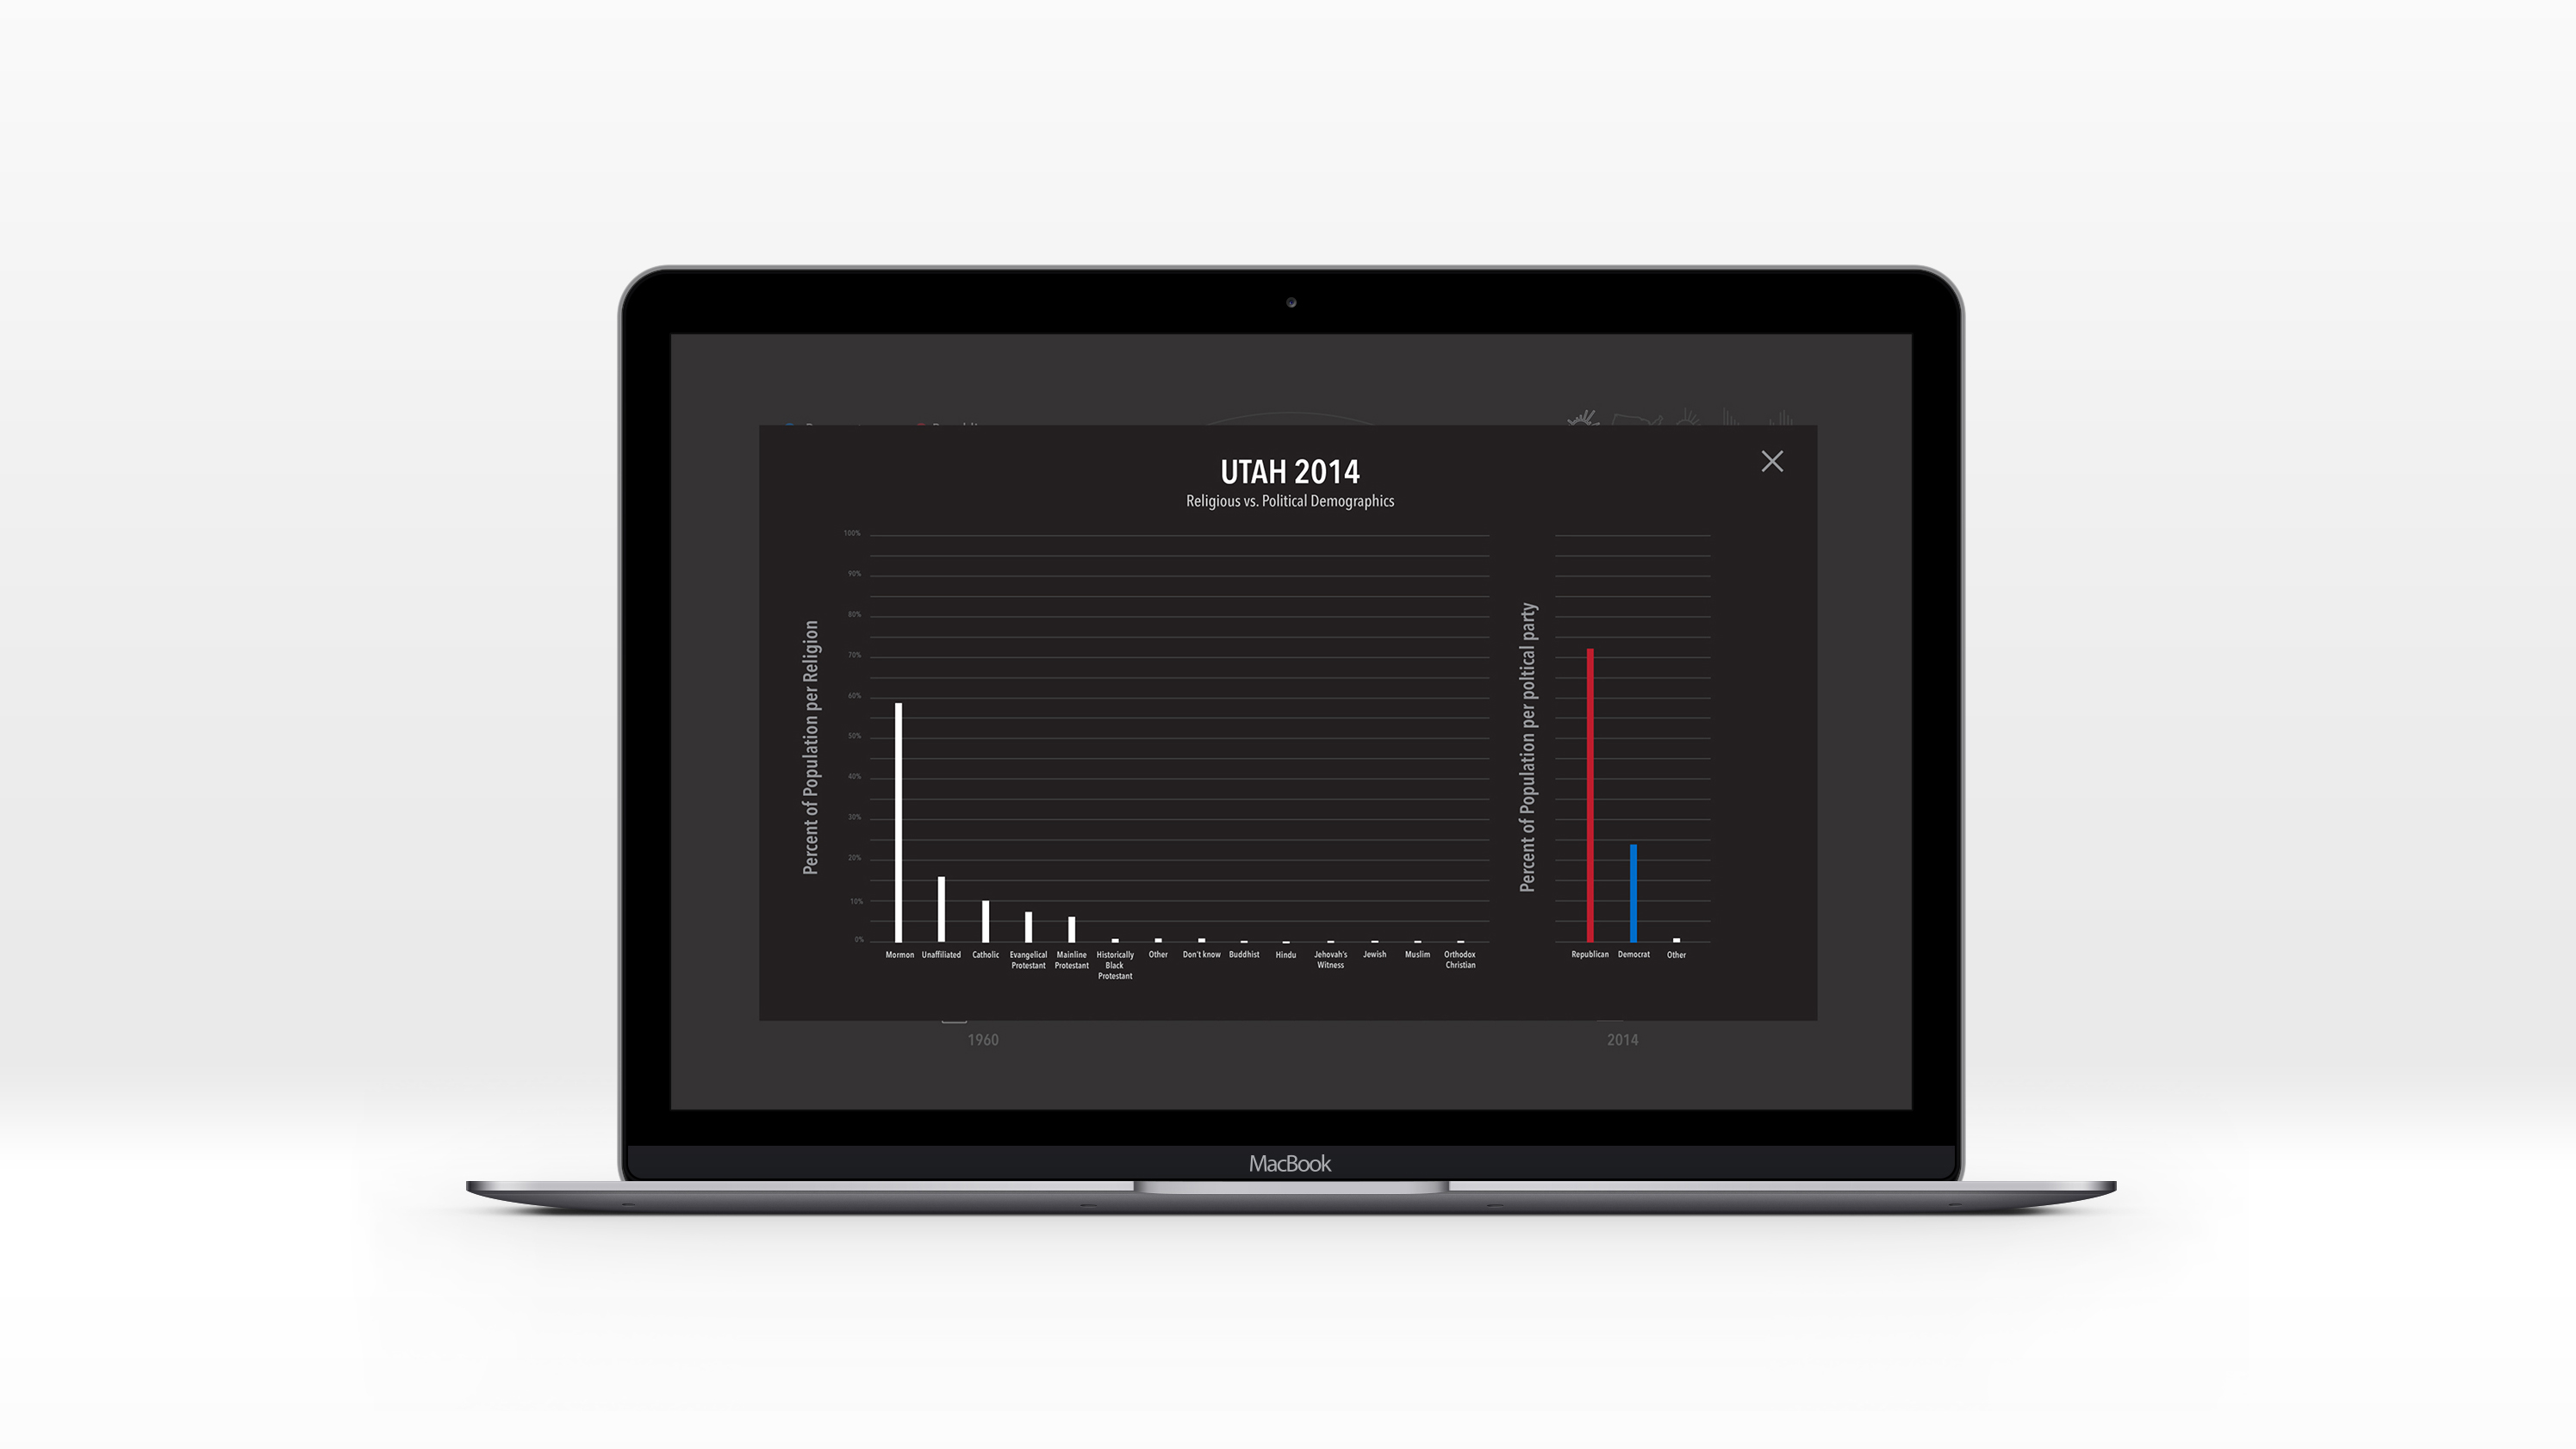 UTAH 2014
Religious vs. Political Demographics
Percent of Population per Religion
100%
90%
80%
70%
60%
50%
40%
30%
20%
10%
0%
Mormon
Unaffiliated
Catholic
Evangelical
Protestant
Mainline
Protestant
Historically
Black
Protestant
Other
Don't know
Buddhist
Hindu
Jehovah's
Witness
Jewish
Muslim
Orthodox
Christian
Percent of Population per political party
Republican
Democrat
Other
1960
2014
MacBook